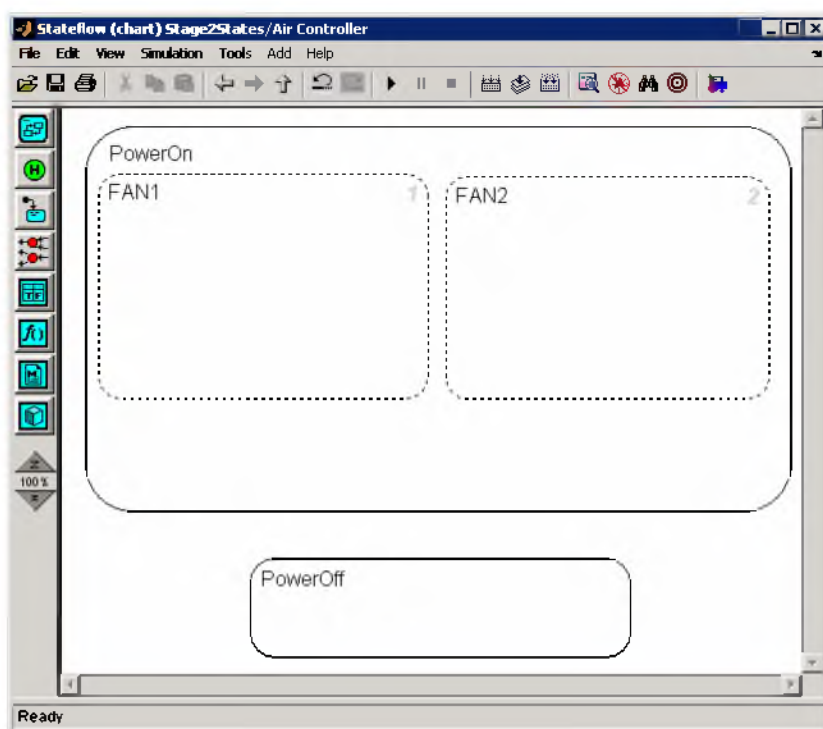 Stateflow (chart) Stage2States/Air Controller
File Edit View Simulation Tools Add Help
PowerOn
FAN1 1 FAN2 2
100 %
PowerOff
Ready